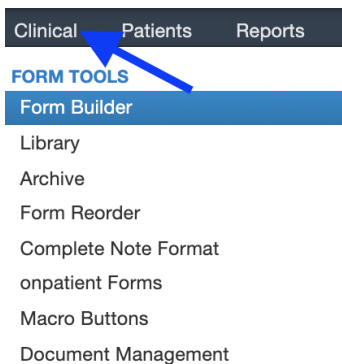 Clinical Patients Reports
FORM TOOLS
Form Builder
Library
Archive
Form Reorder
Complete Note Format
onpatient Forms
Macro Buttons
Document Management